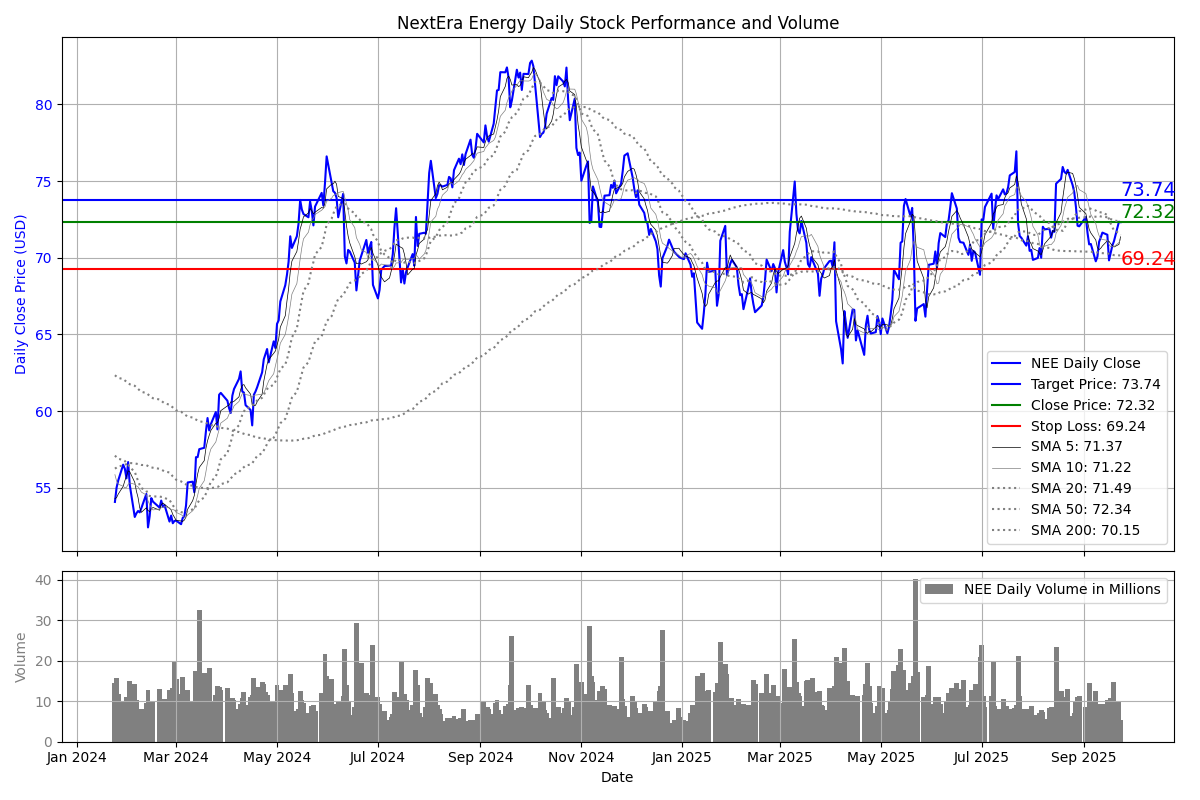 NextEra Energy Daily Stock Performance and Volume
Daily Close Price (USD)
80
75
70
65
60
55
73.74
72.32
69.24
NEE Daily Close
Target Price: 73.74
Close Price: 72.32
Stop Loss: 69.24
SMA 5: 71.37
SMA 10: 71.22
SMA 20: 71.49
SMA 50: 72.34
SMA 200: 70.15
Volume
40
30
20
10
0
NEE Daily Volume in Millions
Jan 2024 Mar 2024 May 2024 Jul 2024 Sep 2024 Nov 2024 Jan 2025 Mar 2025 May 2025 Jul 2025 Sep 2025
Date